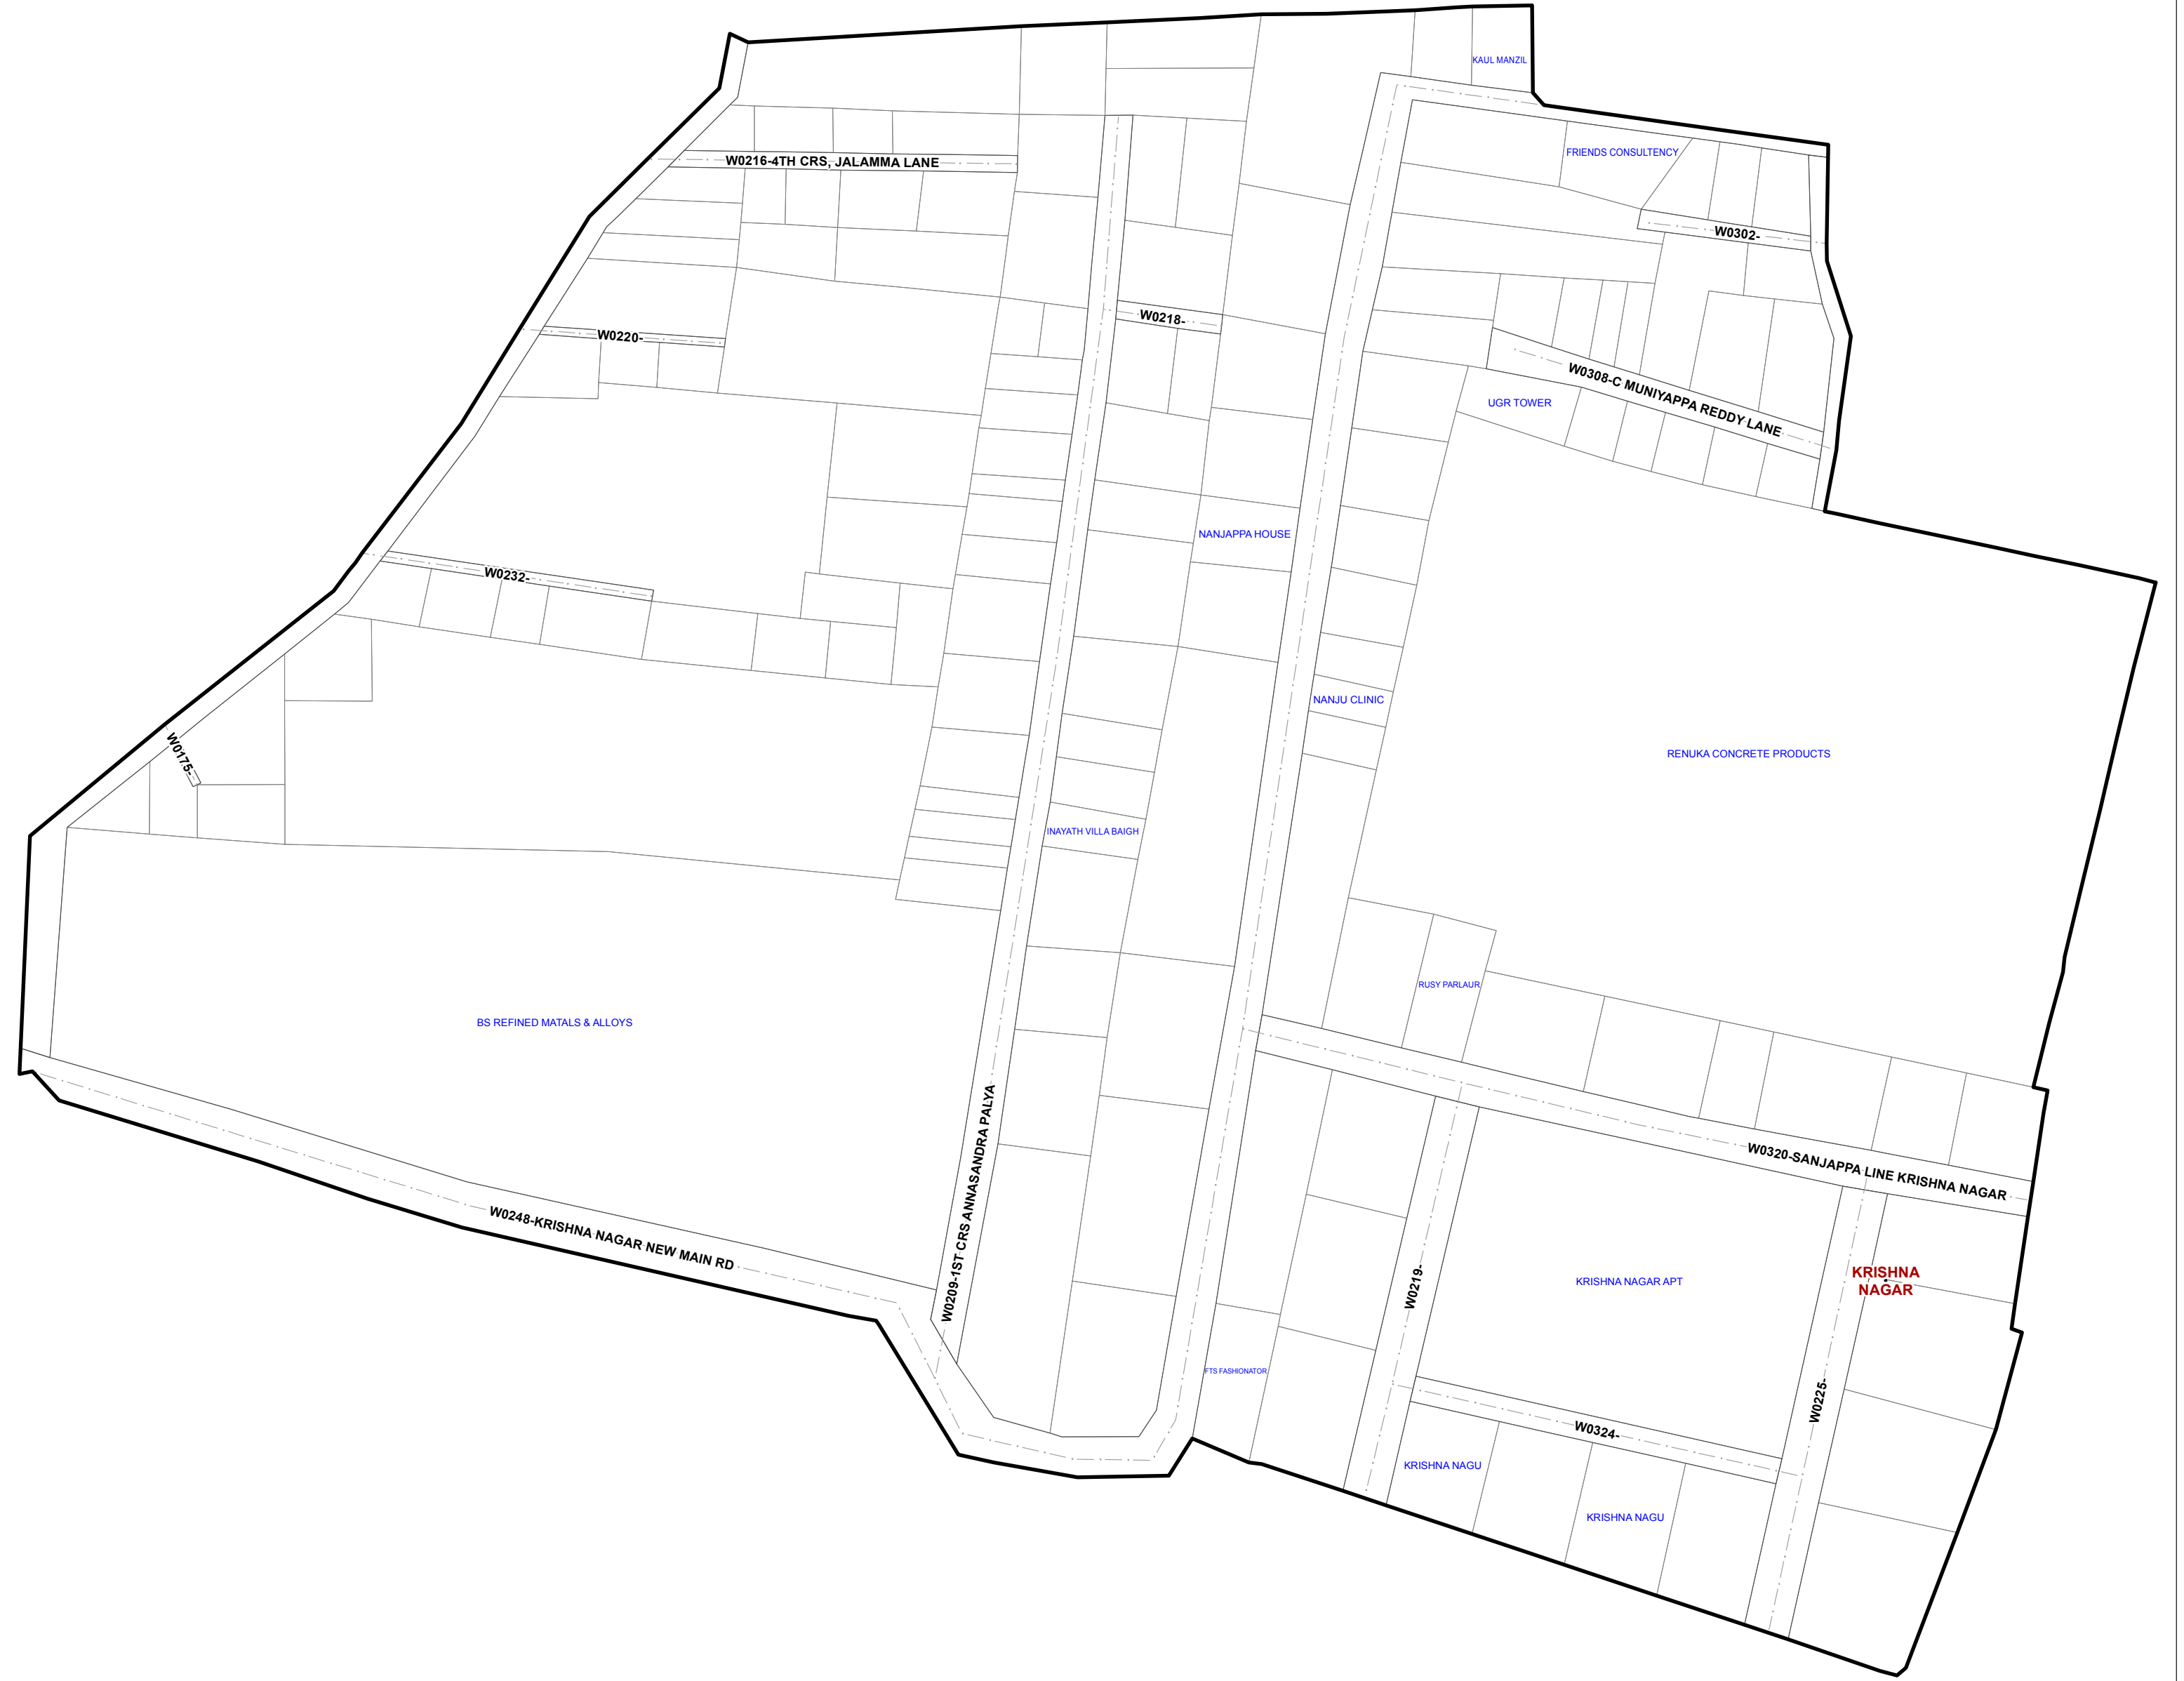 KAUL MANZIL
FRIENDS CONSULTENCY
W0216-4TH CRS, JALAMMA LANE
W0302-
W0218-
W0220-
W0308-C MUNIYAPPA REDDY LANE
UGR TOWER
NANJAPPA HOUSE
W0232-
NANJU CLINIC
W0175-
RENUKA CONCRETE PRODUCTS
INAYATH VILLA BAIGH
RUSY PARLAUR
BS REFINED MATALS & ALLOYS
W0209-1ST CRS ANNASANDRA PALYA
W0320-SANJAPPA LINE KRISHNA NAGAR
W0248-KRISHNA NAGAR NEW MAIN RD
W0219-
KRISHNA NAGAR APT
KRISHNA
NAGAR
FTS FASHIONATOR
W0225-
W0324-
KRISHNA NAGU
KRISHNA NAGU